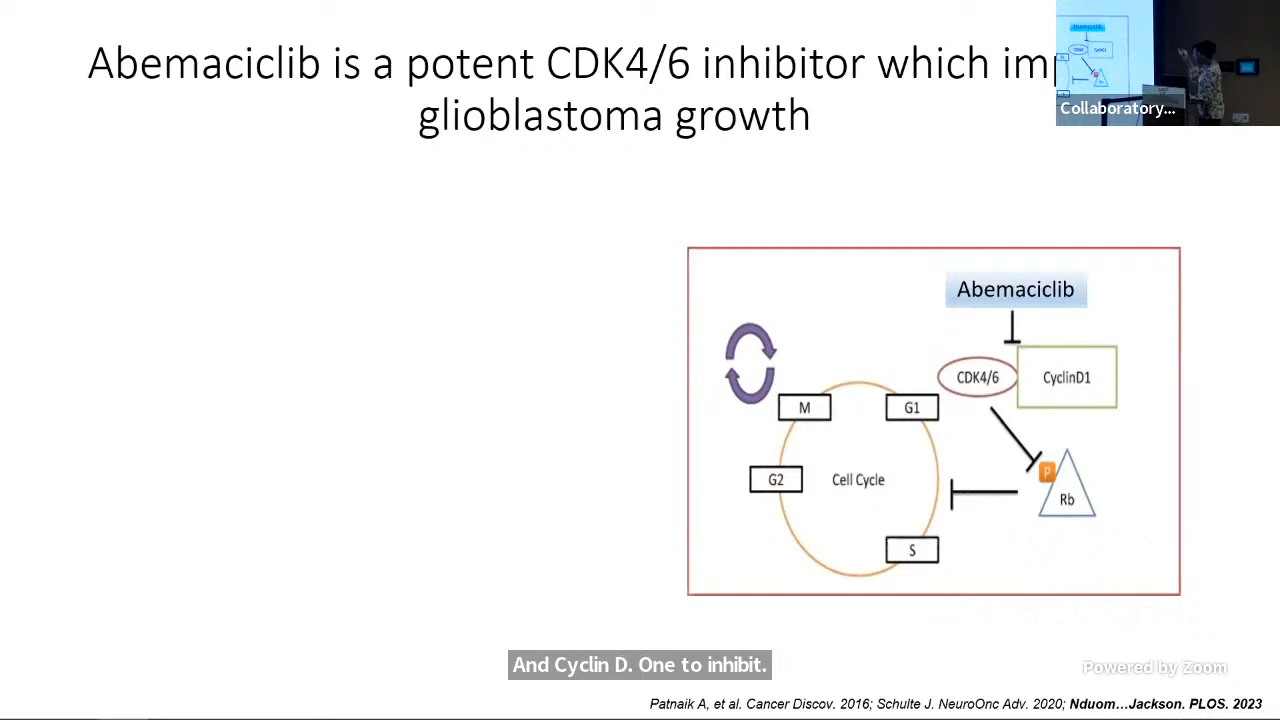 Abemaciclib is a potent CDK4/6 inhibitor which
glioblastoma growth
Abemaciclib
Collaboratory...
Abemaciclib
CDK4/6
CyclinD1
M
G1
P
G2
Cell Cycle
Rb
S
And Cyclin D. One to inhibit.
Powered by Zoom
Patnaik A, et al. Cancer Discov. 2016; Schulte J. NeuroOnc Adv. 2020; Nduom...Jackson. PLOS. 2023